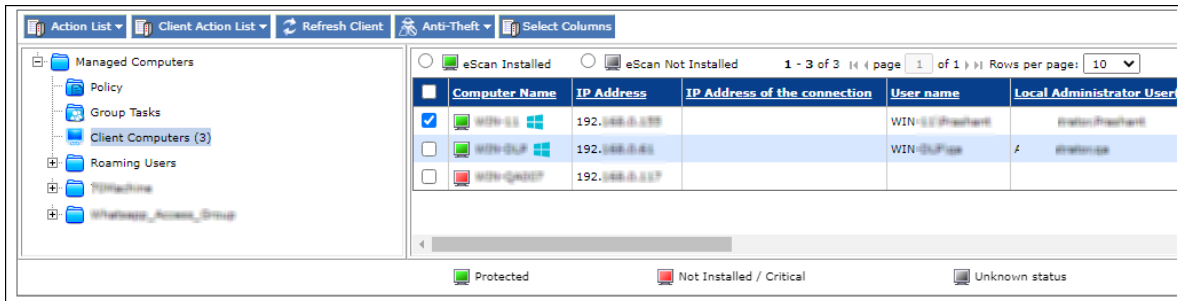 Action List Client Action List Refresh Client Anti-Theft Select Columns
Managed Computers
Policy
Group Tasks
Client Computers (3)
Roaming Users
eScan Installed eScan Not Installed 1 - 3 of 3 page 1 of 1 Rows per page: 10
Computer Name IP Address IP Address of the connection User name Local Administrator User(
192. WIN-
192. WIN-
192.
Protected Not Installed / Critical Unknown status